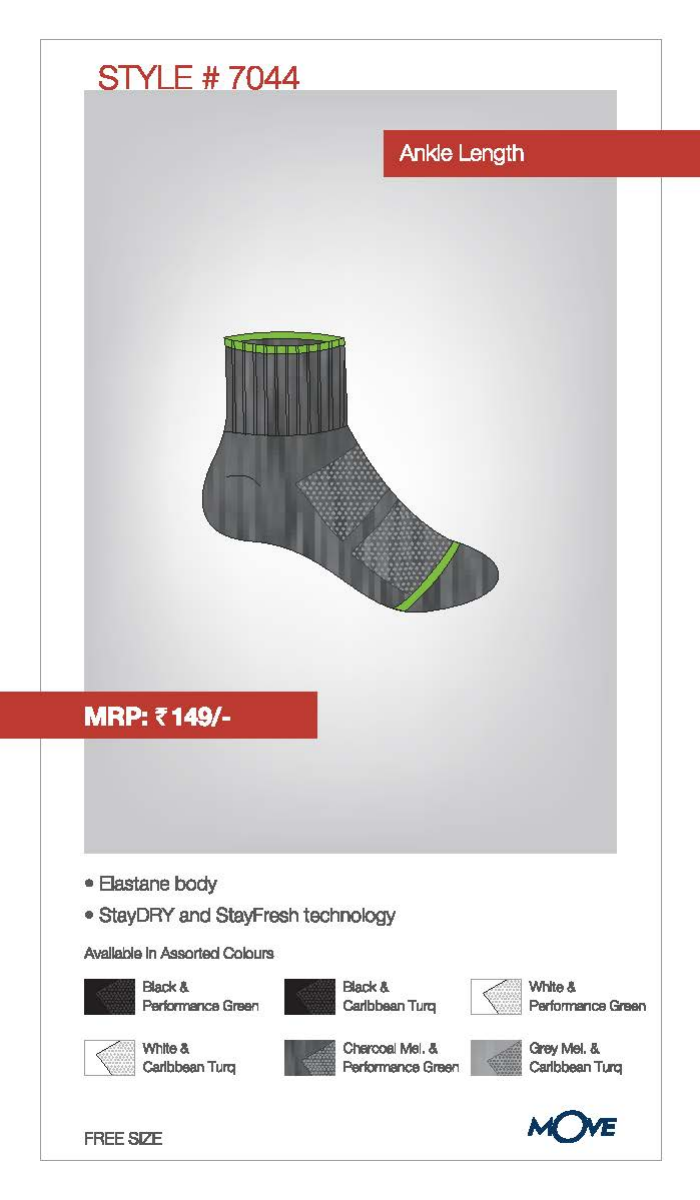 STYLE # 7044
Ankle Length
MRP: ₹ 149/-
• Elastane body
• StayDRY and StayFresh technology
Available in Assorted Colours
Black &
Performance Green
Black &
Caribbean Turq
White &
Performance Green
White &
Caribbean Turq
Charcoal Mel. &
Performance Green
Grey Mel. &
Caribbean Turq
FREE SIZE
MOVE